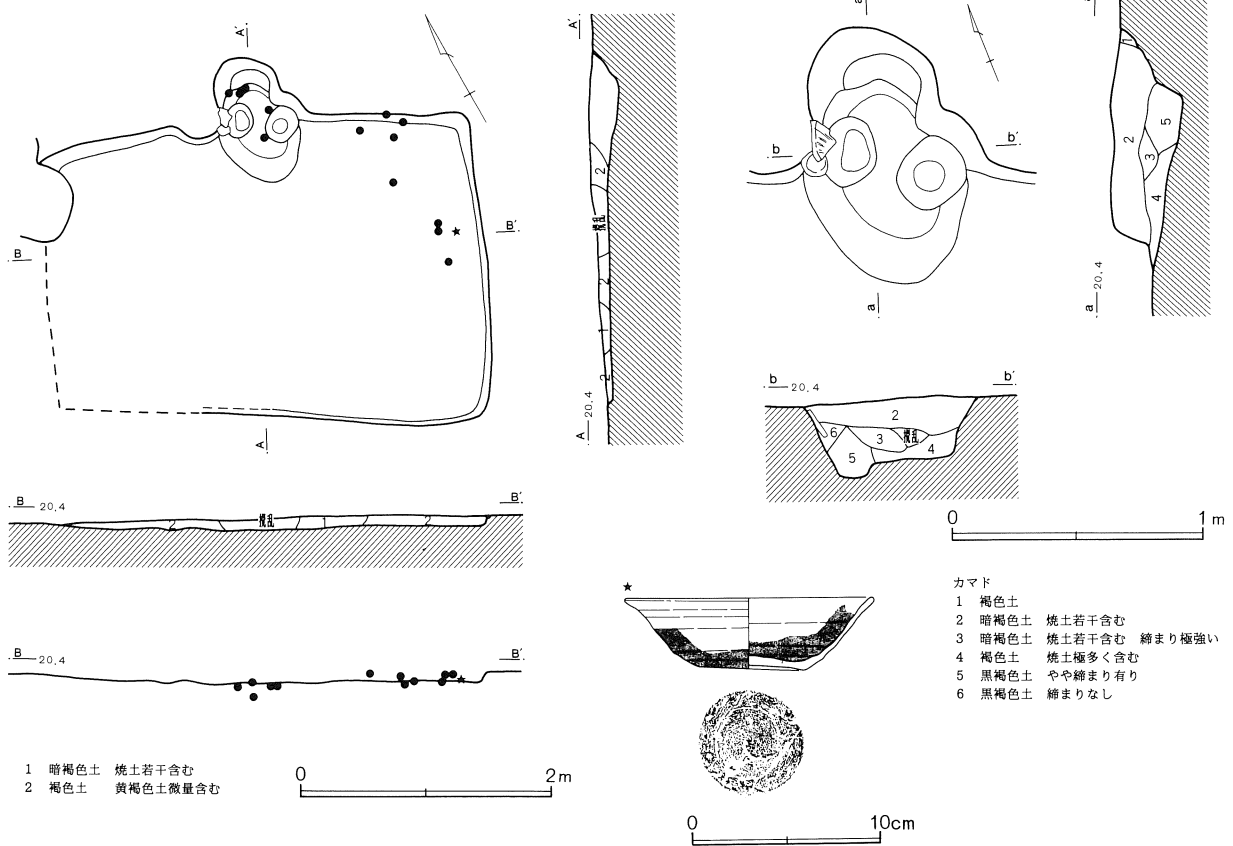 A′
A
B
B′
A′
2
撹乱
2
1
2
A 20.4
a′
b
b′
a
1
2
5
3
4
a 20.4
B 20.4
B′
2
撹乱
1
2
b 20.4
b′
2
6
3
撹乱
4
5
0 1m
B 20.4
B′
★
カマド
1 褐色土
2 暗褐色土 焼土若干含む
3 暗褐色土 焼土若干含む 締まり極強い
4 褐色土 焼土極多く含む
5 黒褐色土 やや締まり有り
6 黒褐色土 締まりなし
1 暗褐色土 焼土若干含む
2 褐色土 黄褐色土微量含む
0 2m
0 10cm